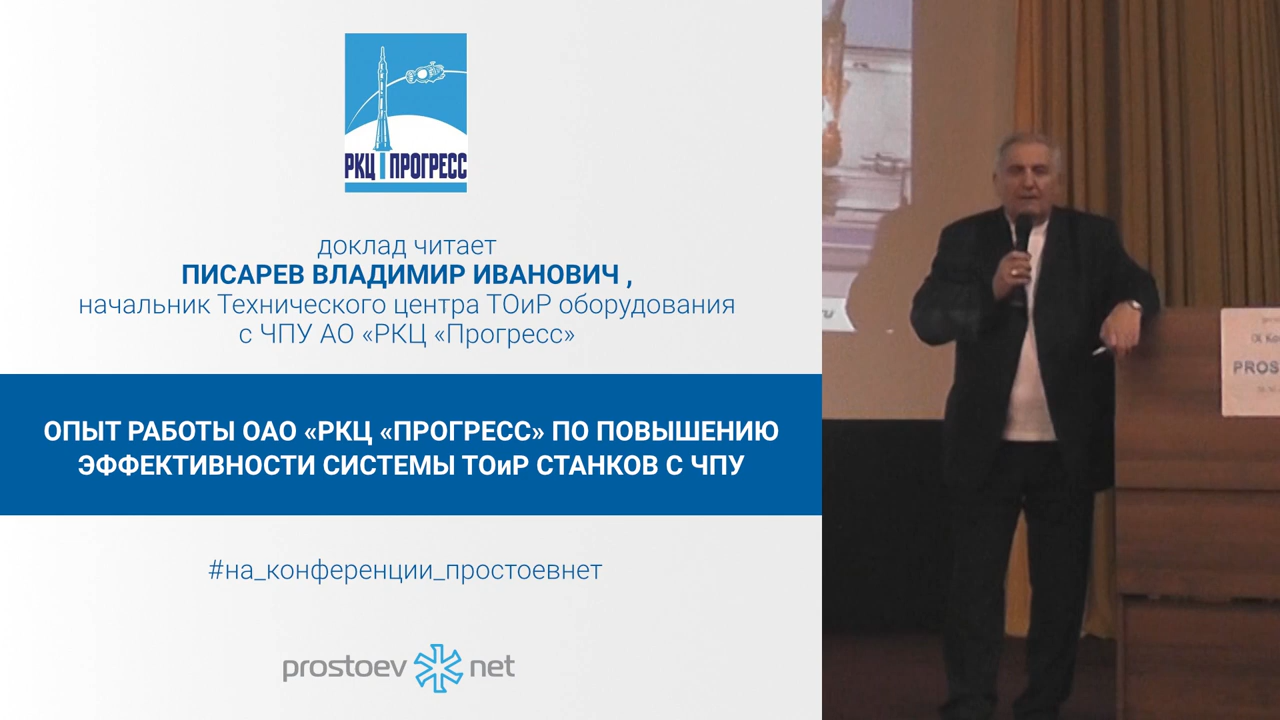 РКЦ ПРОГРЕСС
доклад читает
ПИСАРЕВ ВЛАДИМИР ИВАНОВИЧ ,
начальник Технического центра ТОиР оборудования
с ЧПУ АО «РКЦ «Прогресс»
ОПЫТ РАБОТЫ ОАО «РКЦ «ПРОГРЕСС» ПО ПОВЫШЕНИЮ
ЭФФЕКТИВНОСТИ СИСТЕМЫ ТОиР СТАНКОВ С ЧПУ
#на_конференции_простоевнет
prostoev net
PROS